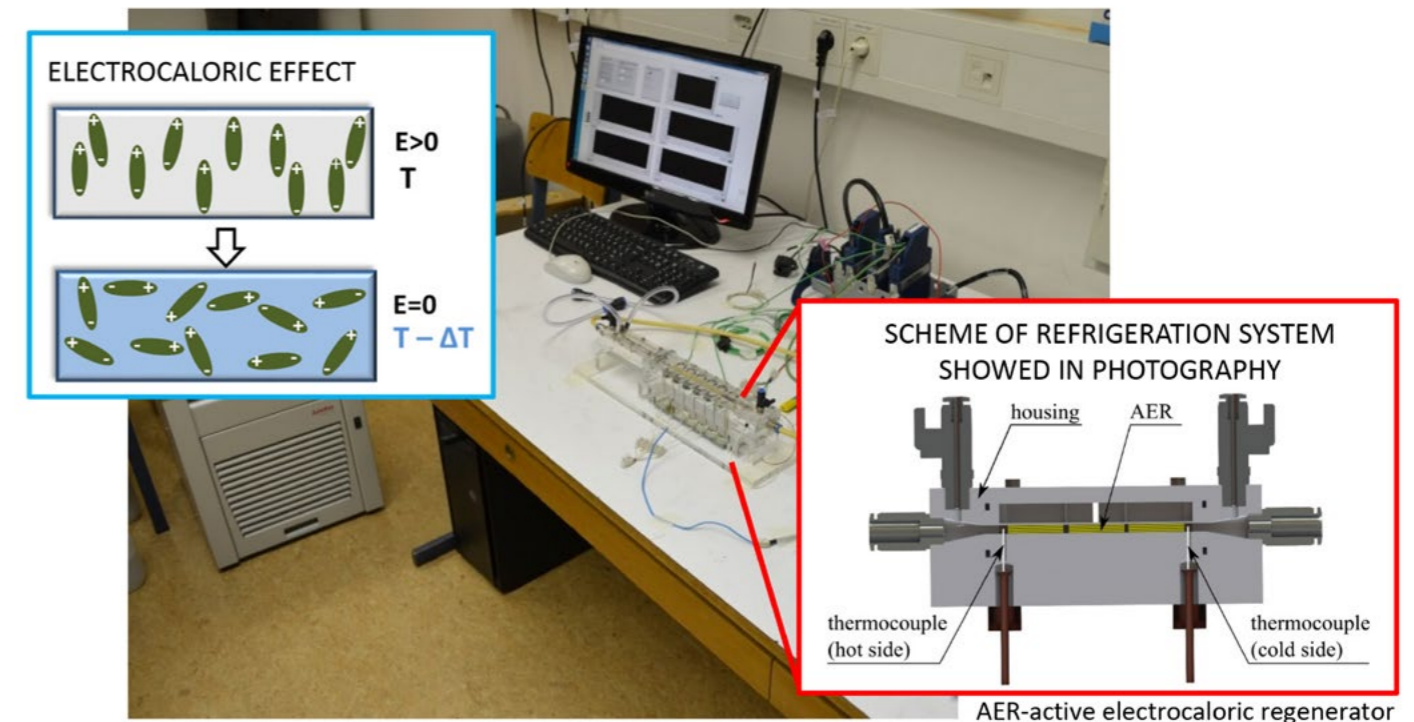 ELECTROCALORIC EFFECT
E>0
T
E=0
T – ΔT
SCHEME OF REFRIGERATION SYSTEM
SHOWED IN PHOTOGRAPHY
housing
AER
thermocouple
(hot side)
thermocouple
(cold side)
AER-active electrocaloric regenerator